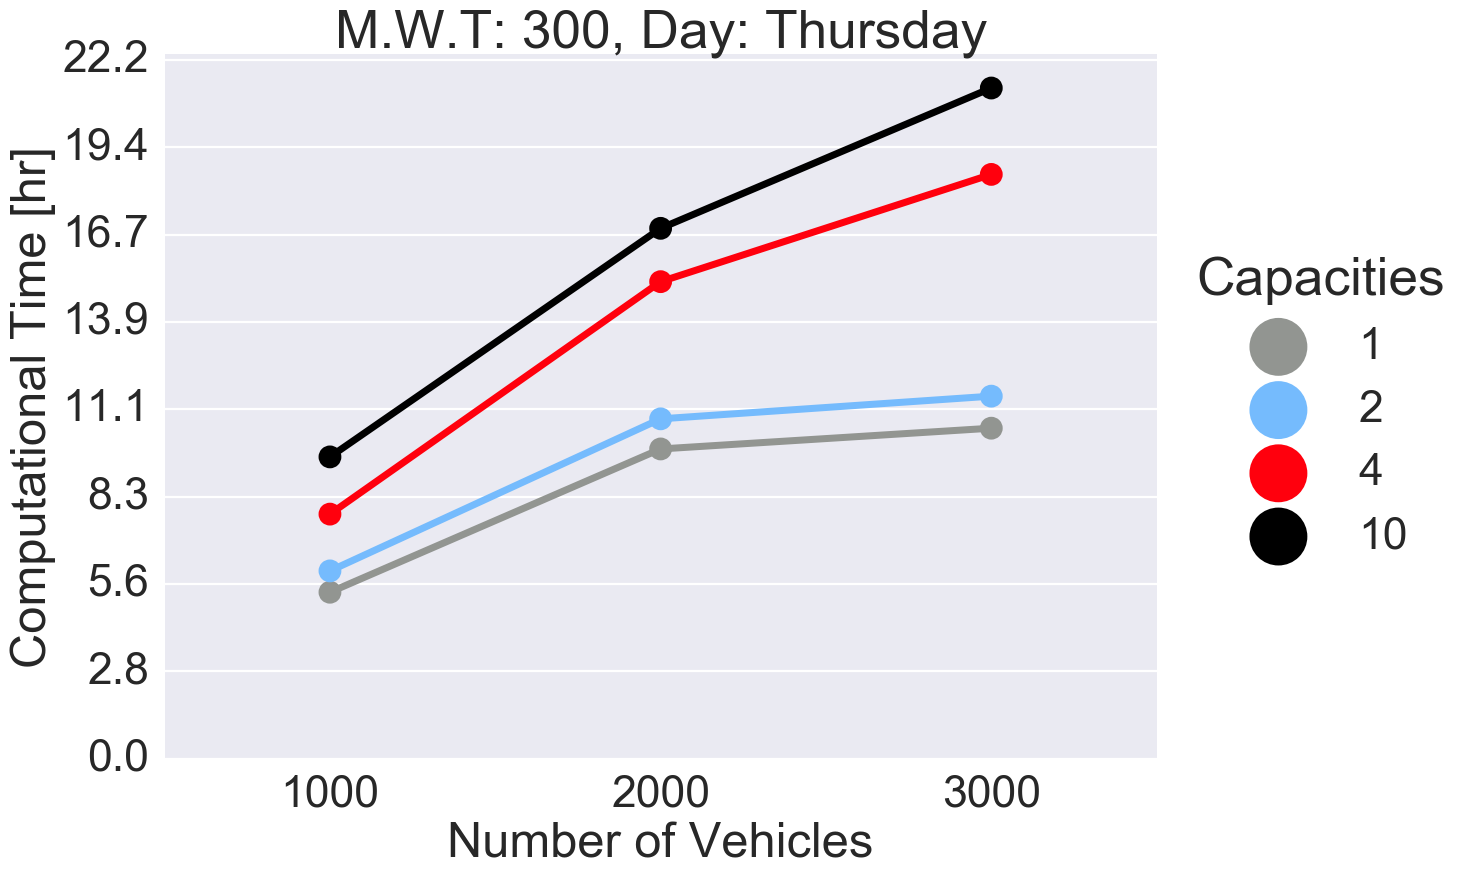 M.W.T: 300, Day: Thursday
22.2
19.4
16.7
13.9
11.1
8.3
5.6
2.8
0.0
Computational Time [hr]
1000 2000 3000
Number of Vehicles
Capacities
1
2
4
10